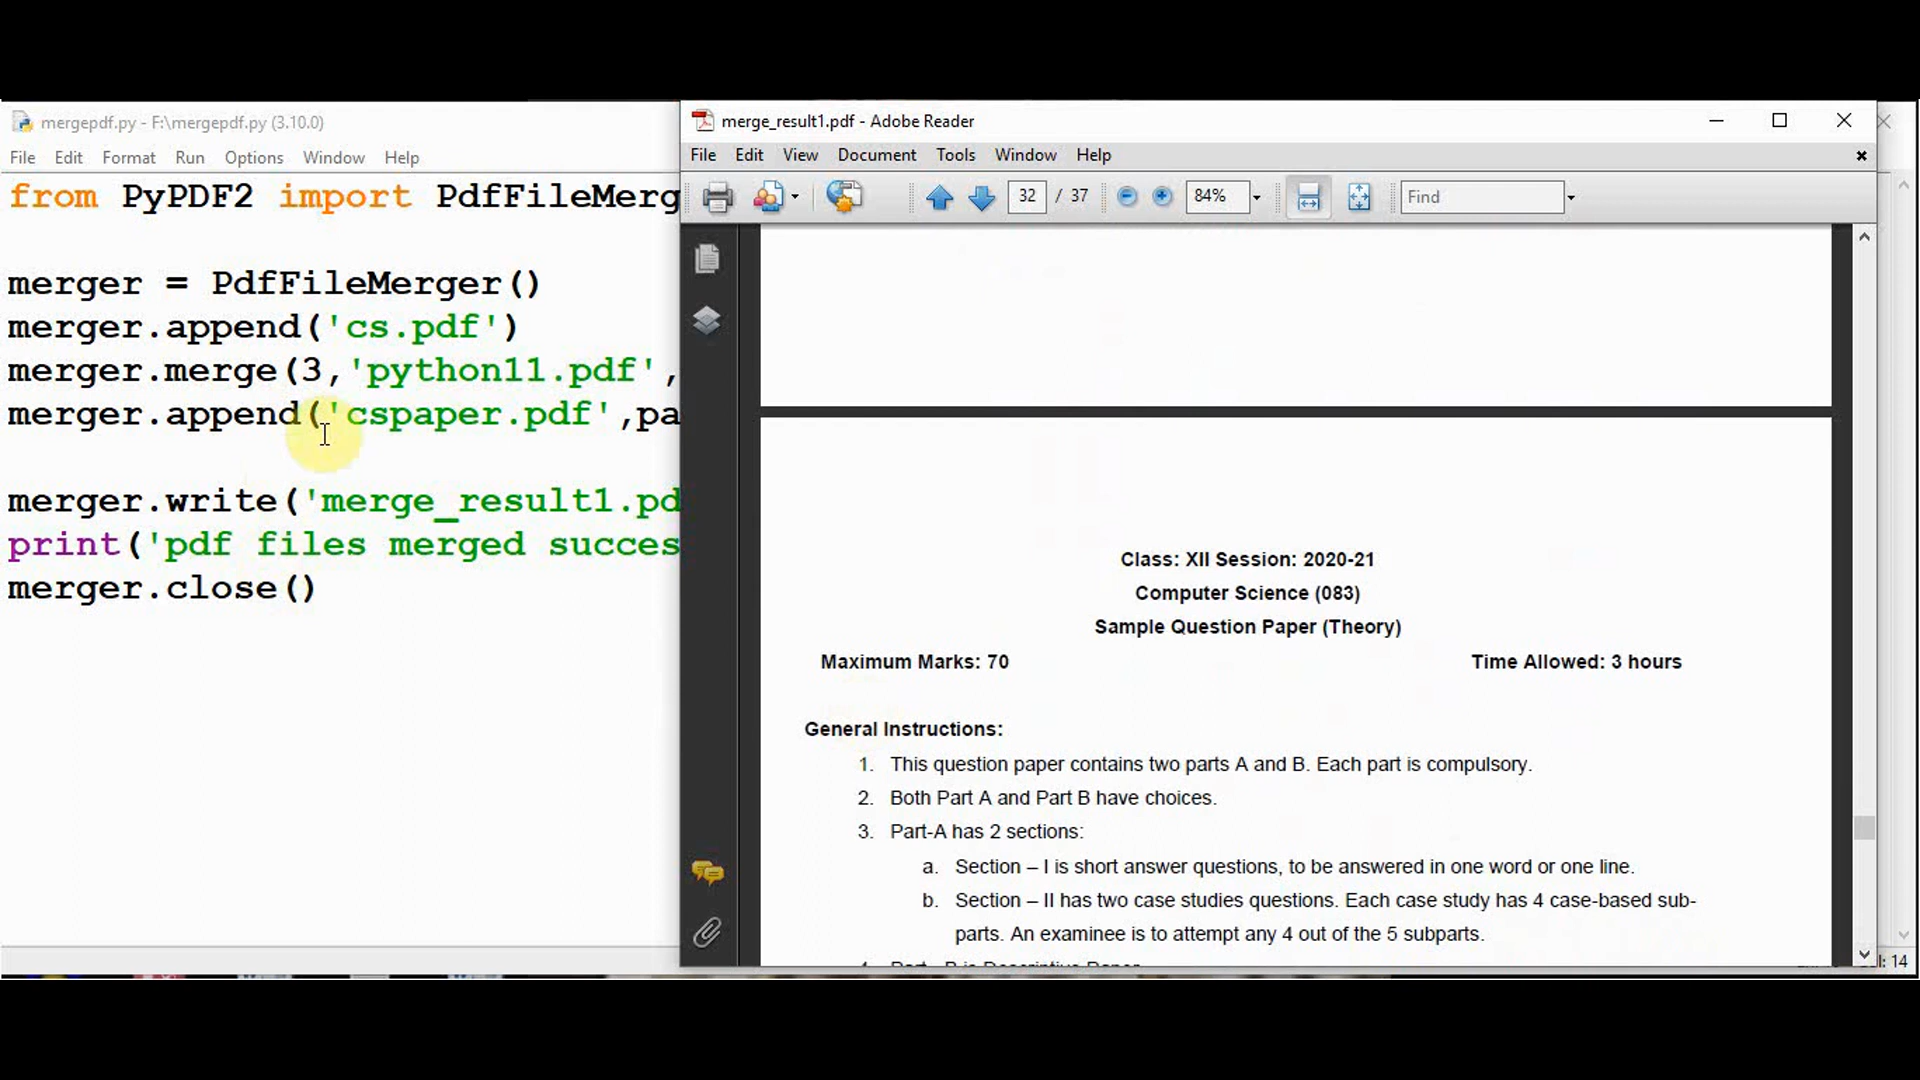 mergepdf.py - F:\mergepdf.py (3.10.0)
File Edit Format Run Options Window Help
from PyPDF2 import PdfFileMerg
merger = PdfFileMerger()
merger.append('cs.pdf')
merger.merge(3,'python11.pdf',
merger.append('cspaper.pdf',pa
merger.write('merge_result1.pd
print('pdf files merged succes
merger.close()
merge_result1.pdf - Adobe Reader
File Edit View Document Tools Window Help
32 / 37 84% Find
Class: XII Session: 2020-21
Computer Science (083)
Sample Question Paper (Theory)
Maximum Marks: 70 Time Allowed: 3 hours
General Instructions:
1. This question paper contains two parts A and B. Each part is compulsory.
2. Both Part A and Part B have choices.
3. Part-A has 2 sections:
a. Section – I is short answer questions, to be answered in one word or one line.
b. Section – II has two case studies questions. Each case study has 4 case-based sub-
parts. An examinee is to attempt any 4 out of the 5 subparts.
4. Part - B is Descriptive Paper
: 14